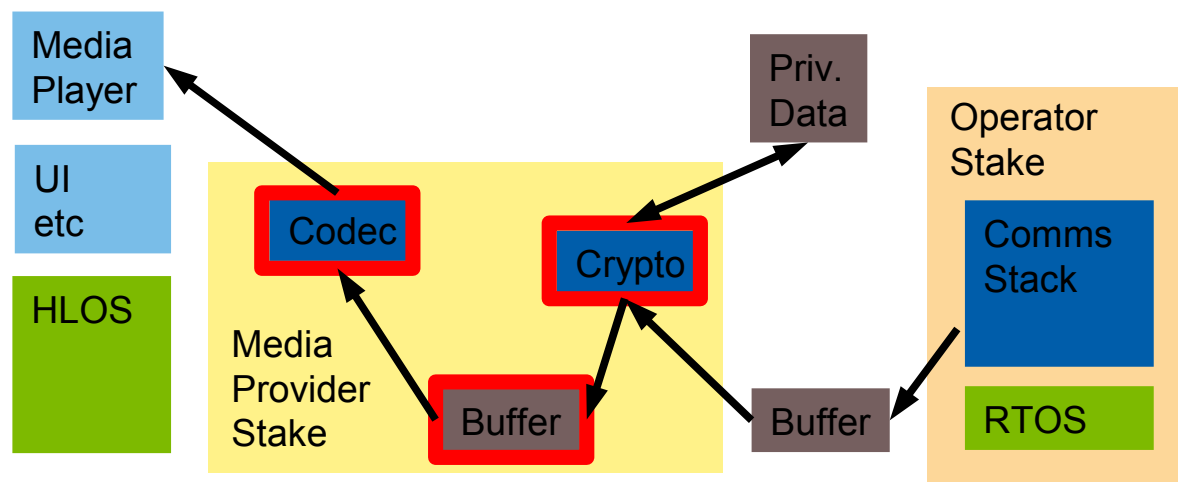 Media
Player
UI
etc
HLOS
Codec
Crypto
Media
Provider
Stake
Buffer
Priv.
Data
Buffer
Operator
Stake
Comms
Stack
RTOS